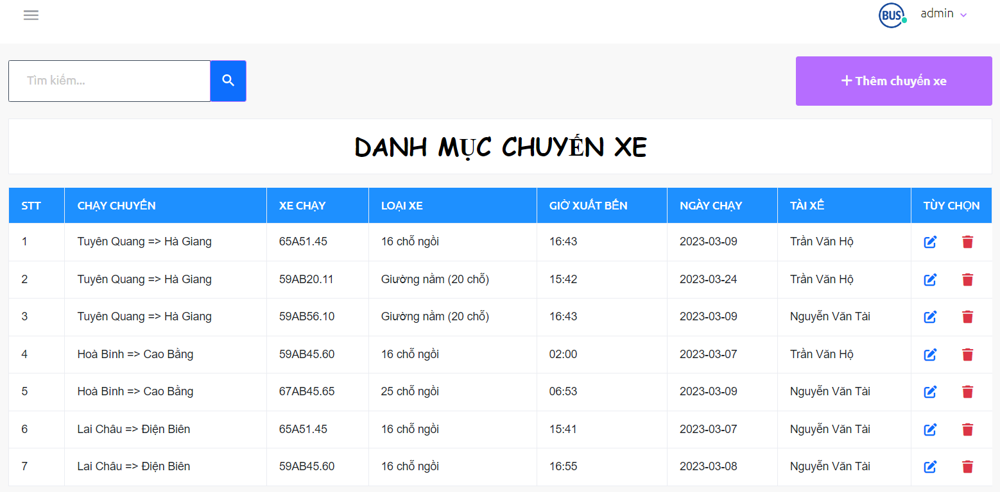 BUS admin
Tìm kiếm... + Thêm chuyến xe
DANH MỤC CHUYẾN XE
STT CHẠY CHUYẾN XE CHẠY LOẠI XE GIỜ XUẤT BẾN NGÀY CHẠY TÀI XẾ TÙY CHỌN
1 Tuyên Quang => Hà Giang 65A51.45 16 chỗ ngồi 16:43 2023-03-09 Trần Văn Hộ
2 Tuyên Quang => Hà Giang 59AB20.11 Giường nằm (20 chỗ) 15:42 2023-03-24 Trần Văn Hộ
3 Tuyên Quang => Hà Giang 59AB56.10 Giường nằm (20 chỗ) 16:43 2023-03-09 Nguyễn Văn Tài
4 Hoà Bình => Cao Bằng 59AB45.60 16 chỗ ngồi 02:00 2023-03-07 Trần Văn Hộ
5 Hoà Bình => Cao Bằng 67AB45.65 25 chỗ ngồi 06:53 2023-03-09 Nguyễn Văn Tài
6 Lai Châu => Điện Biên 65A51.45 16 chỗ ngồi 15:41 2023-03-07 Nguyễn Văn Tài
7 Lai Châu => Điện Biên 59AB45.60 16 chỗ ngồi 16:55 2023-03-08 Nguyễn Văn Tài